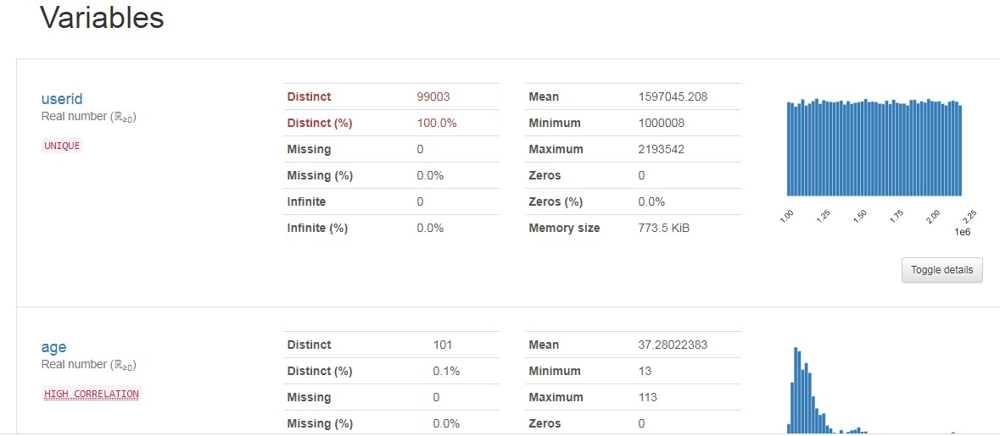 Variables
userid
Real number (ℝ≥0)
UNIQUE
Distinct 99003
Distinct (%) 100.0%
Missing 0
Missing (%) 0.0%
Infinite 0
Infinite (%) 0.0%
Mean 1597045.208
Minimum 1000008
Maximum 2193542
Zeros 0
Zeros (%) 0.0%
Memory size 773.5 KiB
1.00 1.25 1.50 1.75 2.00 2.25
1e6
Toggle details
age
Real number (ℝ≥0)
HIGH CORRELATION
Distinct 101
Distinct (%) 0.1%
Missing 0
Missing (%) 0.0%
Mean 37.28022383
Minimum 13
Maximum 113
Zeros 0